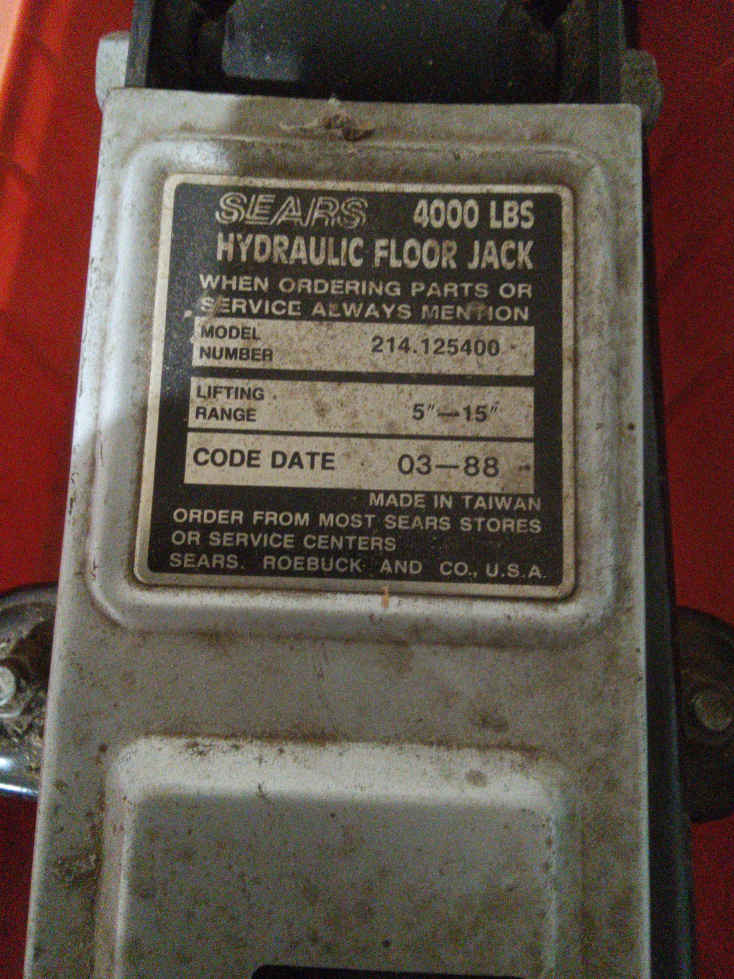 SEARS 4000 LBS
HYDRAULIC FLOOR JACK
WHEN ORDERING PARTS OR
SERVICE ALWAYS MENTION
MODEL
NUMBER 214.125400
LIFTING
RANGE 5"—15"
CODE DATE 03—88
MADE IN TAIWAN
ORDER FROM MOST SEARS STORES
OR SERVICE CENTERS
SEARS. ROEBUCK AND CO., U.S.A.